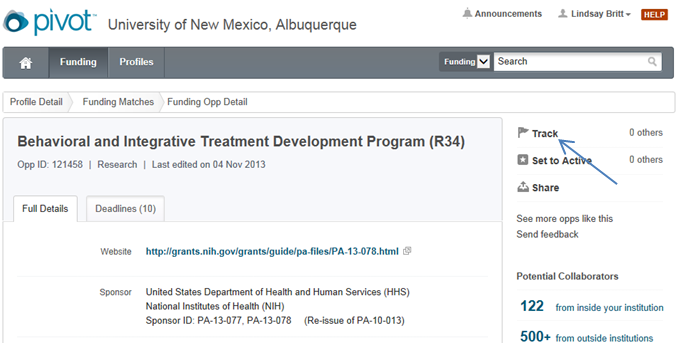 pivot™ University of New Mexico, Albuquerque
Announcements Lindsay Britt HELP
Funding Profiles Funding Search
Profile Detail Funding Matches Funding Opp Detail
Behavioral and Integrative Treatment Development Program (R34)
Opp ID: 121458 | Research | Last edited on 04 Nov 2013
Full Details Deadlines (10)
Website http://grants.nih.gov/grants/guide/pa-files/PA-13-078.html
Sponsor United States Department of Health and Human Services (HHS)
National Institutes of Health (NIH)
Sponsor ID: PA-13-077, PA-13-078 (Re-issue of PA-10-013)
Track 0 others
Set to Active 0 others
Share
See more opps like this
Send feedback
Potential Collaborators
122 from inside your institution
500+ from outside institutions